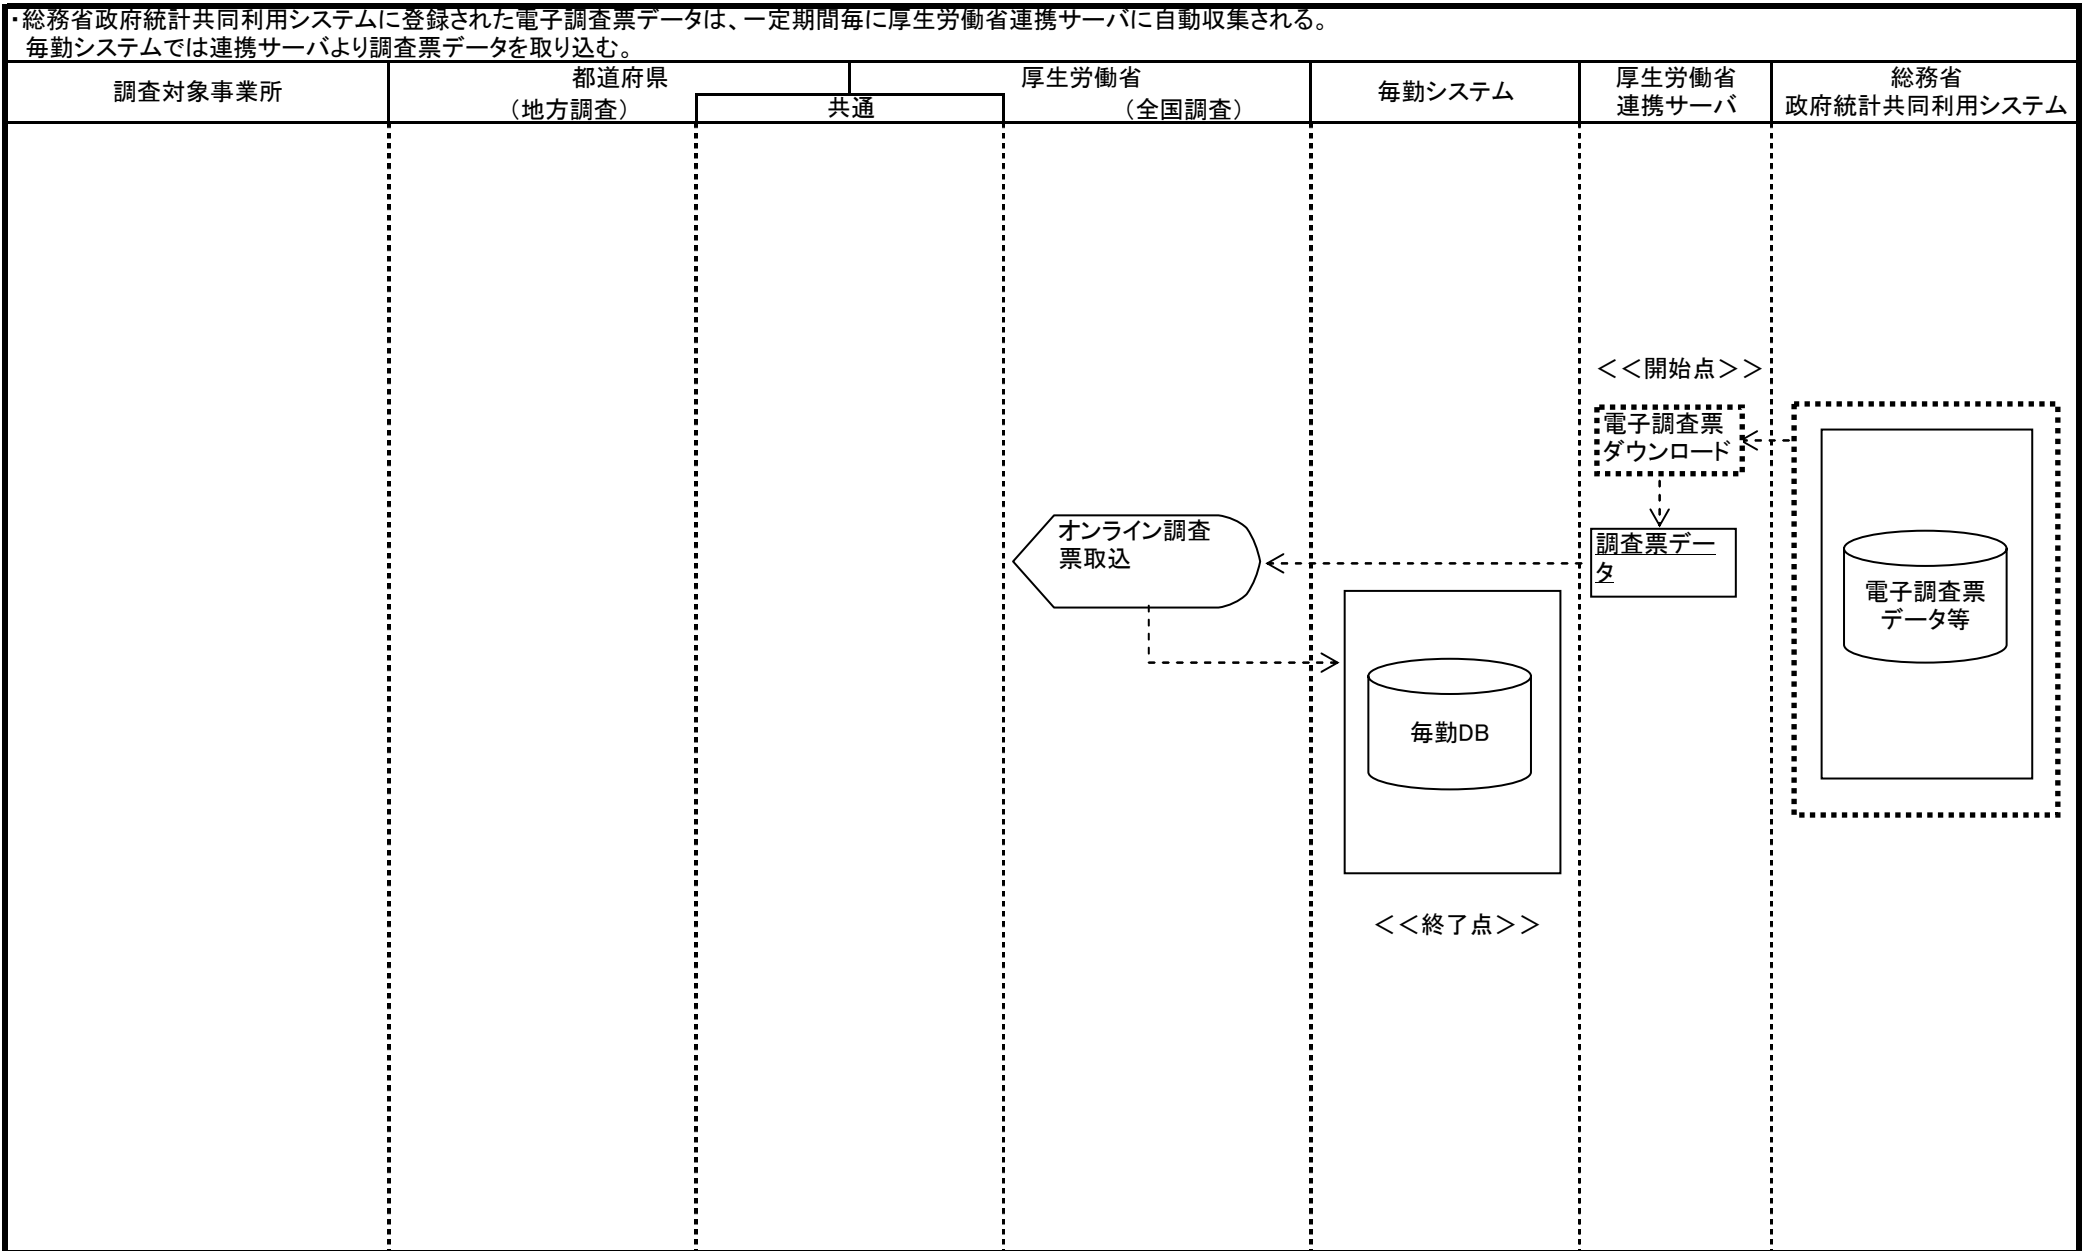 ・総務省政府統計共同利用システムに登録された電子調査票データは、一定期間毎に厚生労働省連携サーバに自動収集される。
毎勤システムでは連携サーバより調査票データを取り込む。
調査対象事業所
都道府県
（地方調査）
共通
厚生労働省
（全国調査）
毎勤システム
厚生労働省
連携サーバ
総務省
政府統計共同利用システム
＜＜開始点＞＞
電子調査票
ダウンロード
オンライン調査
票取込
調査票デー
タ
電子調査票
データ等
毎勤DB
＜＜終了点＞＞